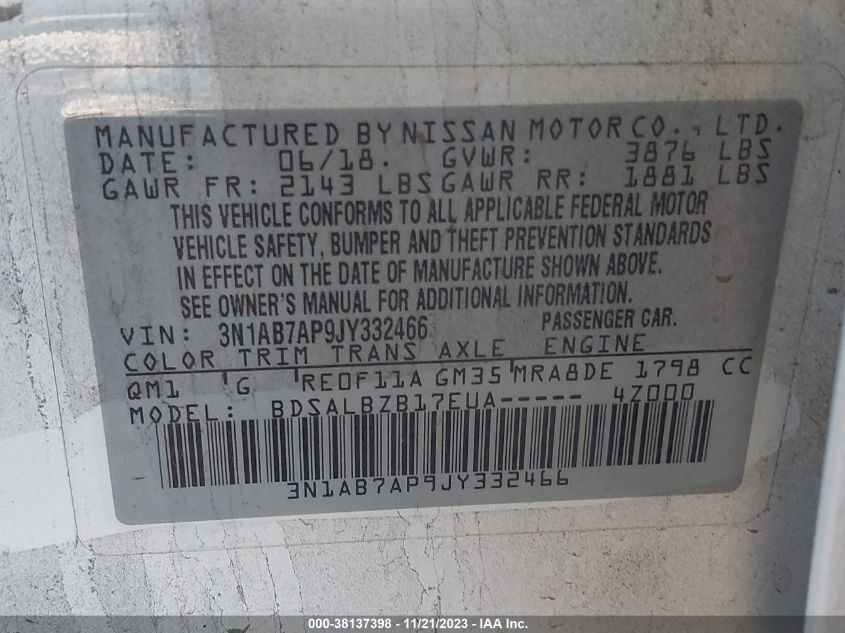 MANUFACTURED BY NISSAN MOTOR CO., LTD.
DATE: 06/18. GVWR: 3876 LBS
GAWR FR: 2143 LBS GAWR RR: 1881 LBS
THIS VEHICLE CONFORMS TO ALL APPLICABLE FEDERAL MOTOR
VEHICLE SAFETY, BUMPER AND THEFT PREVENTION STANDARDS
IN EFFECT ON THE DATE OF MANUFACTURE SHOWN ABOVE.
SEE OWNER'S MANUAL FOR ADDITIONAL INFORMATION.
VIN: 3N1AB7AP9JY332466 PASSENGER CAR.
COLOR TRIM TRANS AXLE ENGINE
QM1 G RE0F11A GM35 MRA8DE 1798 CC
MODEL: BDSALBZB17EUA----- 4Z000
3N1AB7AP9JY332466
000-38137398 - 11/21/2023 - IAAI.COM